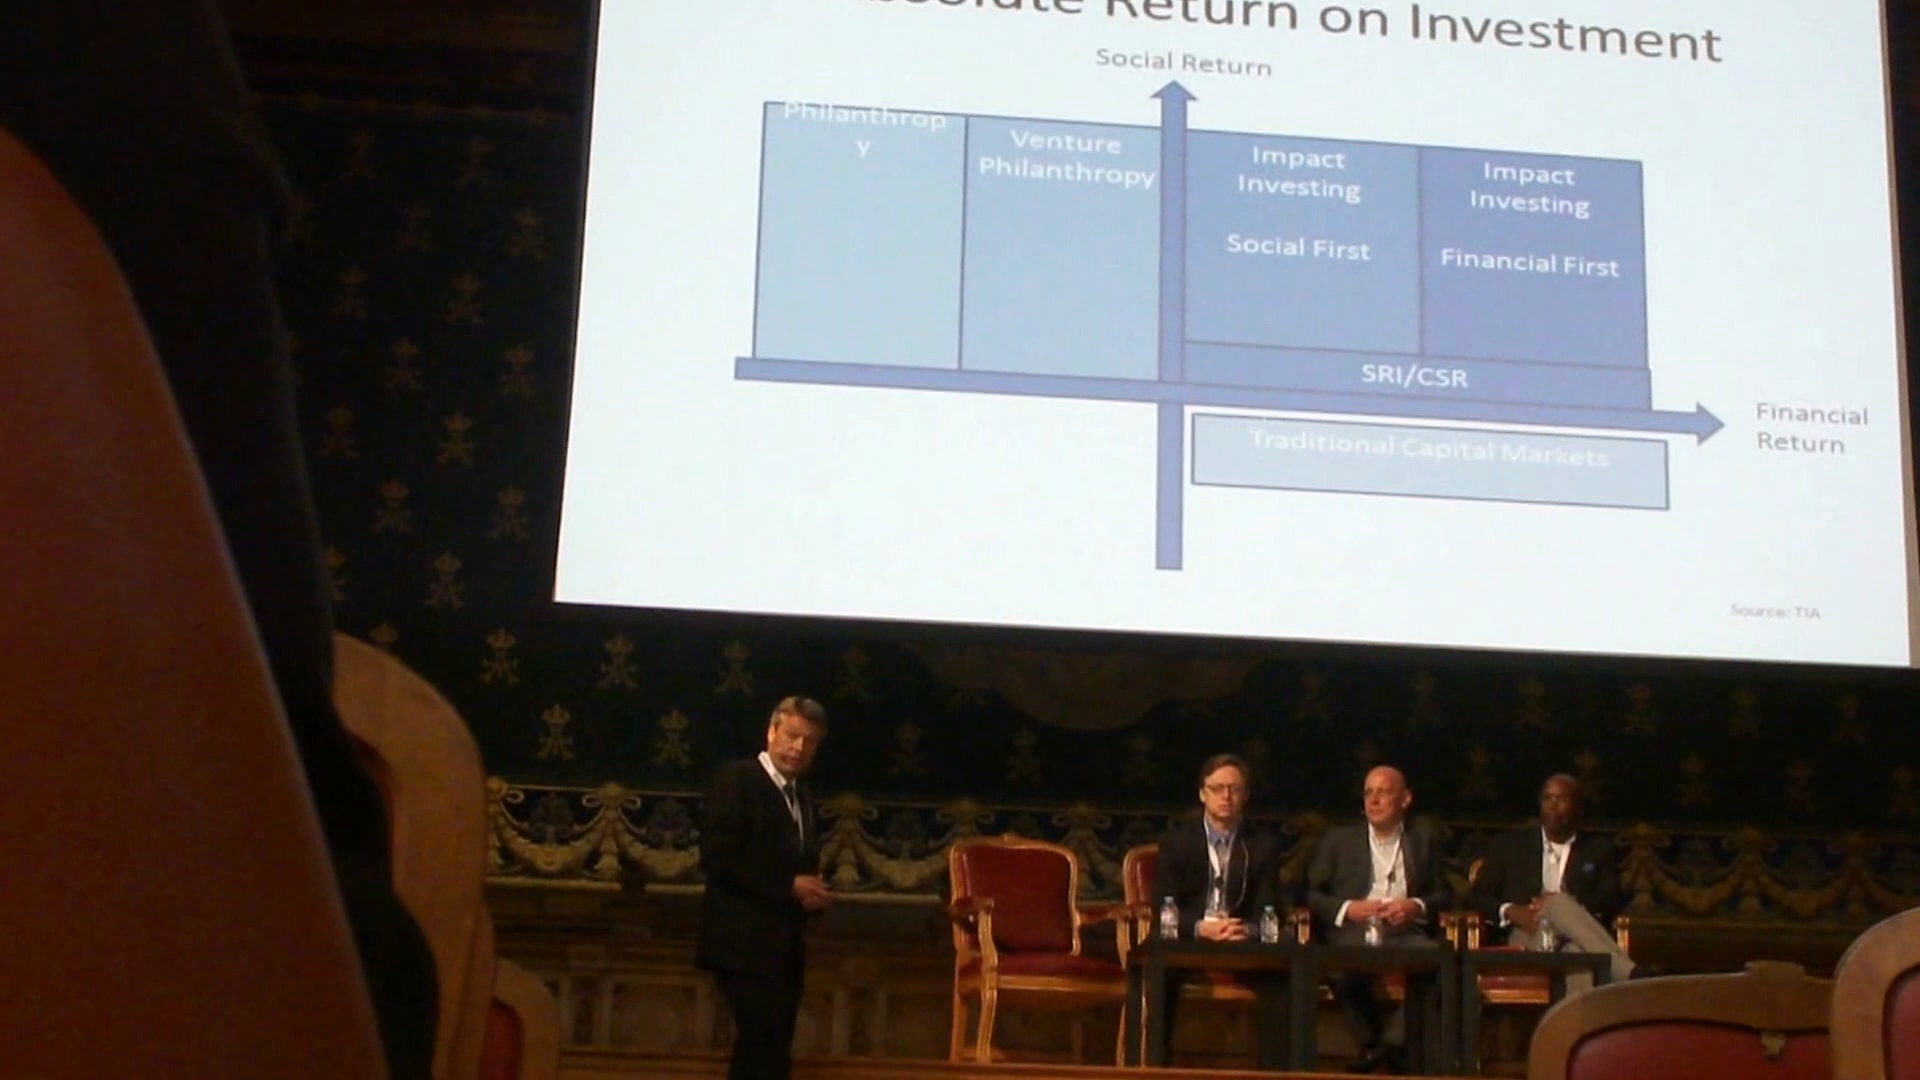 Return on Investment
Social Return
Philanthrop
y
Venture
Philanthropy
Impact
Investing
Social First
Impact
Investing
Financial First
SRI/CSR
Financial
Return
Traditional Capital Markets
Source: TIA